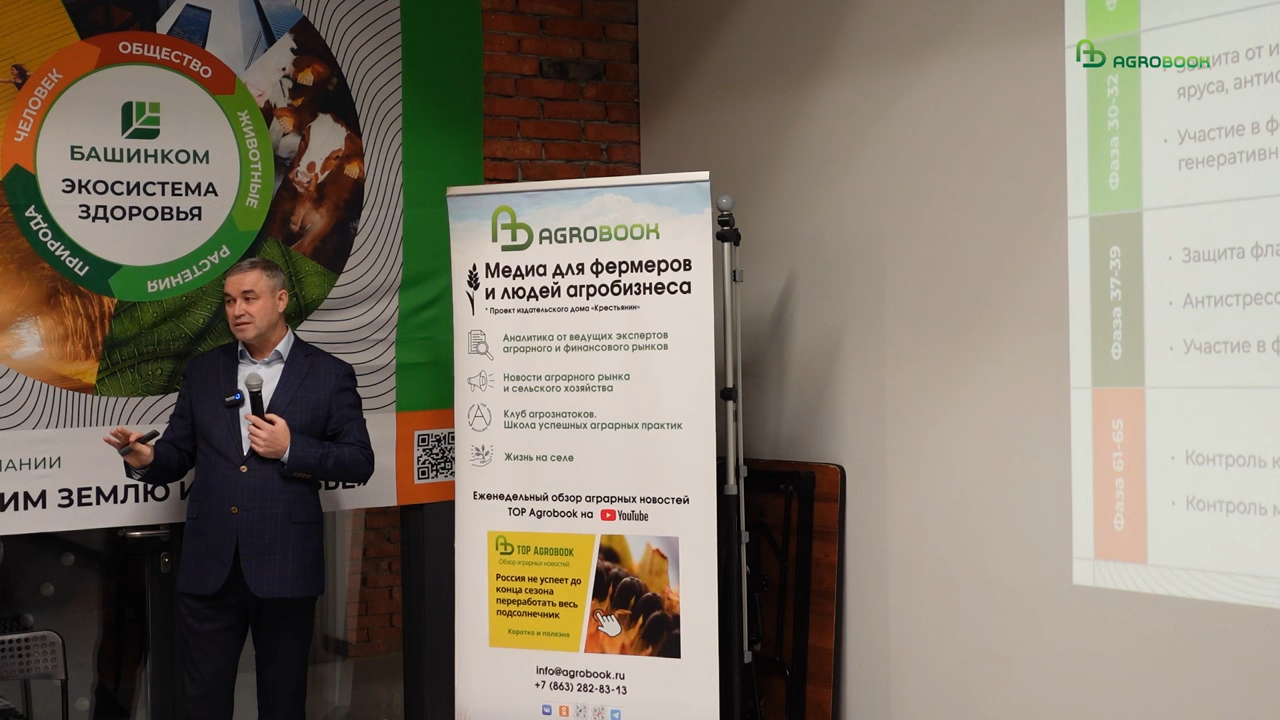 ОБЩЕСТВО
ЧЕЛОВЕК
ЖИВОТНЫЕ
БАШИНКОМ
ЭКОСИСТЕМА
ЗДОРОВЬЯ
ПРИРОДА
РАСТЕНИЯ
ПАНИИ
ИМ ЗЕМЛЮ И
AGROBOOK
Медиа для фермеров
и людей агробизнеса
* Проект издательского дома «Крестьянин»
Аналитика от ведущих экспертов
аграрного и финансового рынков
Новости аграрного рынка
и сельского хозяйства
Клуб агрознатоков.
Школа успешных аграрных практик
Жизнь на селе
Еженедельный обзор аграрных новостей
TOP Agrobook на YouTube
TOP AGROBOOK
Обзор аграрных новостей
Россия не успеет до
конца сезона
переработать весь
подсолнечник
Коротко и полезно
info@agrobook.ru
+7 (863) 282-83-13
AGROBOOK
Фаза 30-32
яруса, антис
Участие в ф
генеративн
Фаза 37-39
Защита фла
Антистресс
Участие в ф
Фаза 61-65
Контроль к
Контроль м